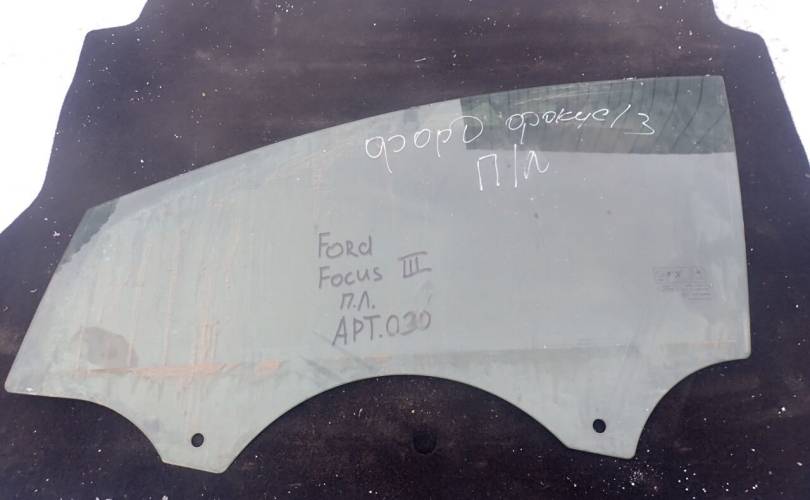 форд фокус/3
П/Л
FORD
FOCUS III
П.Л.
АРТ.030